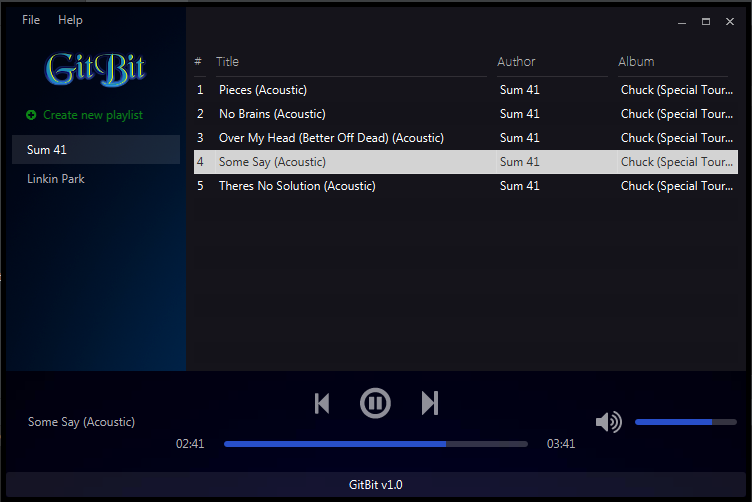 File Help
GitBit
Create new playlist
Sum 41
Linkin Park
# Title Author Album
1 Pieces (Acoustic) Sum 41 Chuck (Special Tour...
2 No Brains (Acoustic) Sum 41 Chuck (Special Tour...
3 Over My Head (Better Off Dead) (Acoustic) Sum 41 Chuck (Special Tour...
4 Some Say (Acoustic) Sum 41 Chuck (Special Tour...
5 Theres No Solution (Acoustic) Sum 41 Chuck (Special Tour...
Some Say (Acoustic)
02:41 03:41
GitBit v1.0